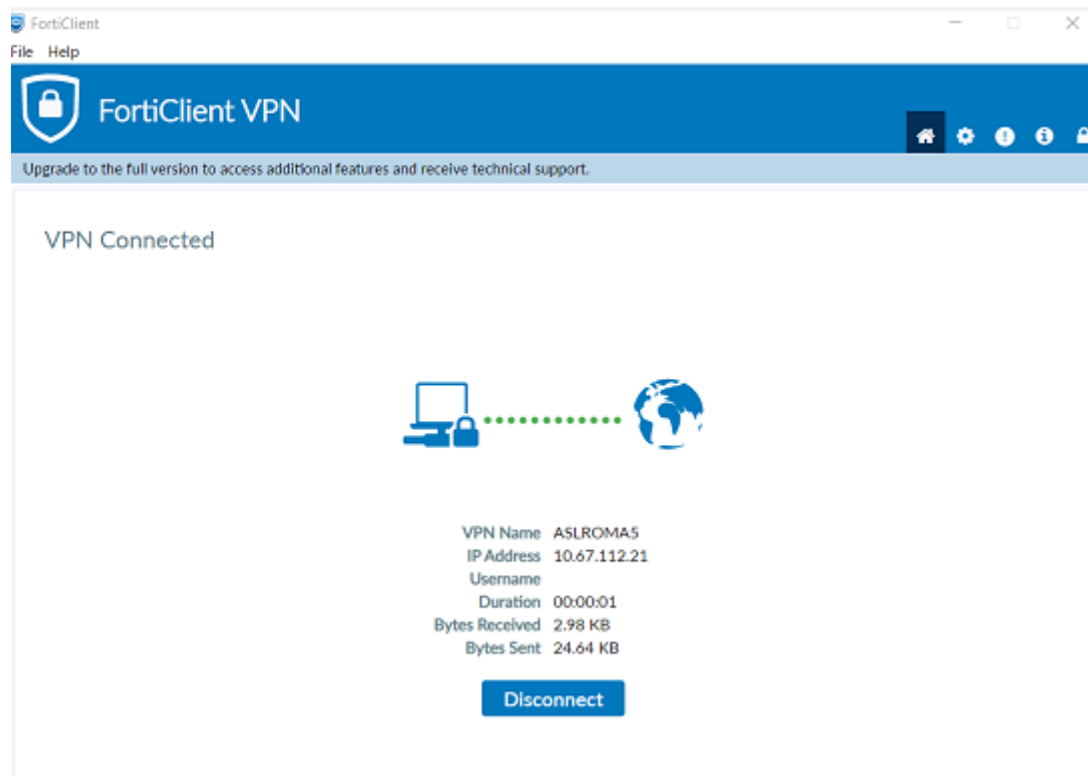 FortiClient
File Help
FortiClient VPN
Upgrade to the full version to access additional features and receive technical support.
VPN Connected
VPN Name ASLROMA5
IP Address 10.67.112.21
Username
Duration 00:00:01
Bytes Received 2.98 KB
Bytes Sent 24.64 KB
Disconnect